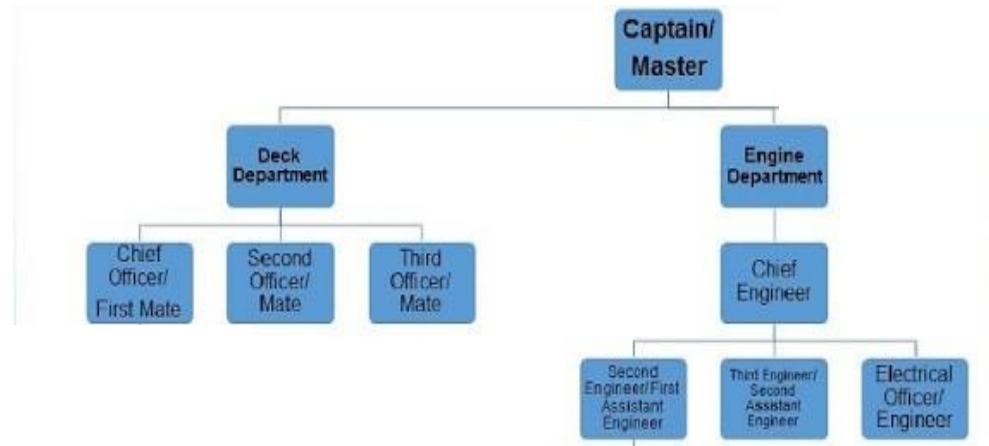 Captain/
Master
Deck
Department
Engine
Department
Chief
Officer/
First Mate
Second
Officer/
Mate
Third
Officer/
Mate
Chief
Engineer
Second
Engineer/First
Assistant
Engineer
Third Engineer/
Second
Assistant
Engineer
Electrical
Officer/
Engineer